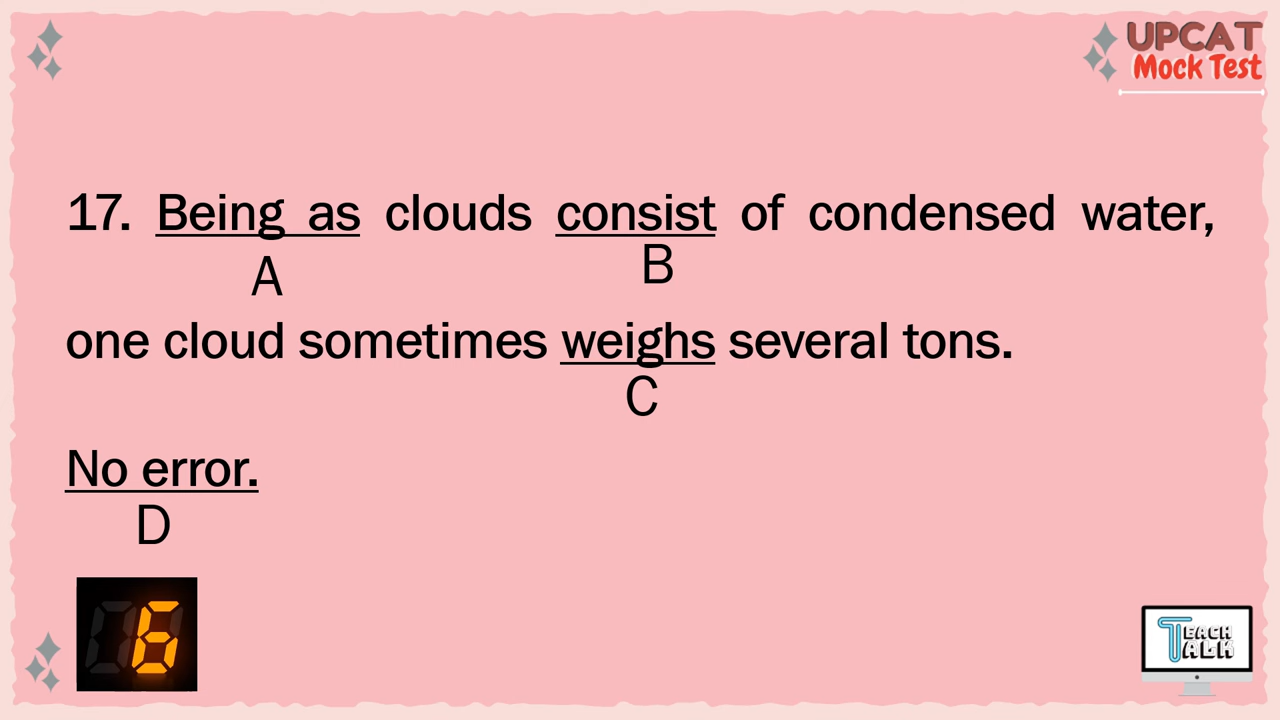 UPCAT
Mock Test
17. Being as clouds consist of condensed water,
A B
one cloud sometimes weighs several tons.
C
No error.
D
6
TEACH
TALK